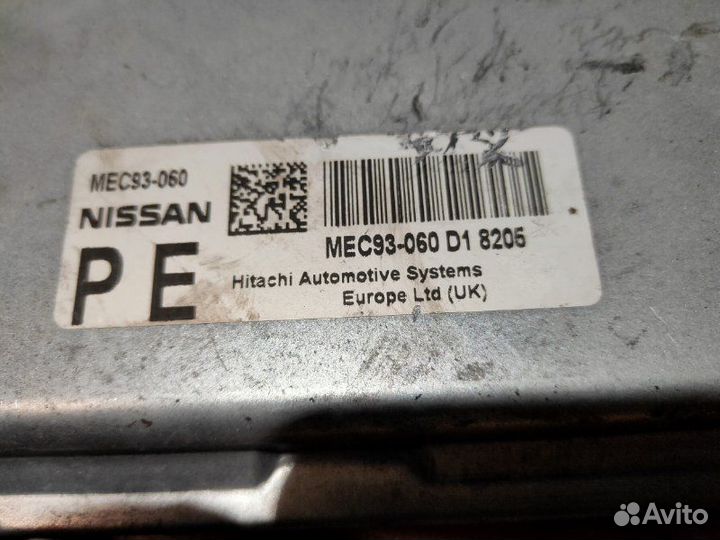 MEC93-060
NISSAN
PE
MEC93-060 D1 8205
Hitachi Automotive Systems
Europe Ltd (UK)
Avito